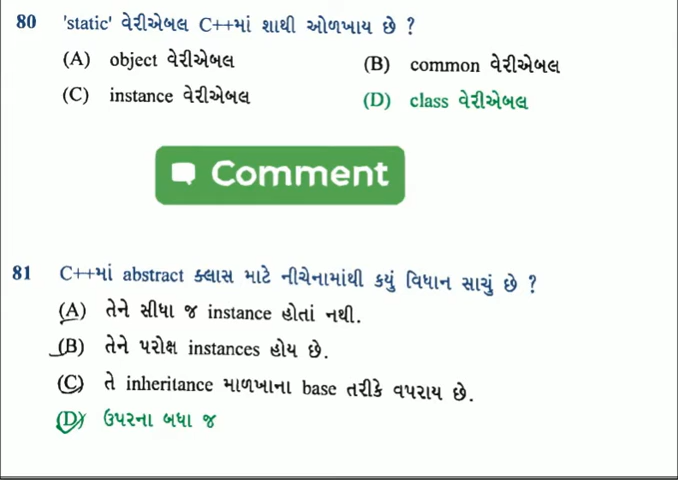 80 'static' વેરીએબલ C++માં શાથી ઓળખાય છે ?
(A) object વેરીએબલ (B) common વેરીએબલ
(C) instance વેરીએબલ (D) class વેરીએબલ
Comment
81 C++માં abstract ક્લાસ માટે નીચેનામાંથી કયું વિધાન સાચું છે ?
(A) તેને સીધા જ instance હોતાં નથી.
(B) તેને પરોક્ષ instances હોય છે.
(C) તે inheritance માળખાના base તરીકે વપરાય છે.
(D) ઉપરના બધા જ